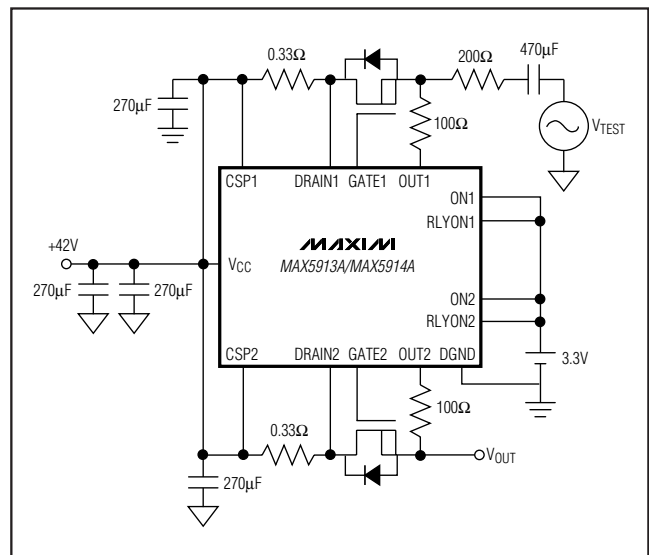 0.33Ω
200Ω
470µF
270µF
100Ω
VTEST
CSP1
DRAIN1
GATE1
OUT1
ON1
RLYON1
+42V
VCC
MAXIM
MAX5913A/MAX5914A
270µF
270µF
ON2
RLYON2
CSP2
DRAIN2
GATE2
OUT2
DGND
3.3V
100Ω
0.33Ω
VOUT
270µF